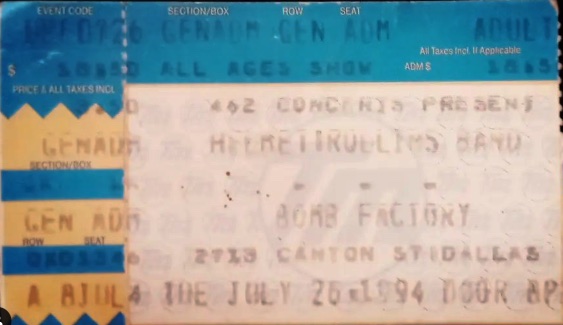 EVENT CODE SECTION/BOX ROW SEAT
0726 GENADM GEN ADM ADULT
All Taxes Incl. If Applicable
$ ALL AGES SHOW ADM $
PRICE & ALL TAXES INCL
462 CONCERTS PRESENT
GENADM HELMET/ROLLINS BAND
SECTION/BOX
GEN ADM BOMB FACTORY
ROW SEAT
2713 CANTON ST/DALLAS
TUE JULY 26 1994 DOOR